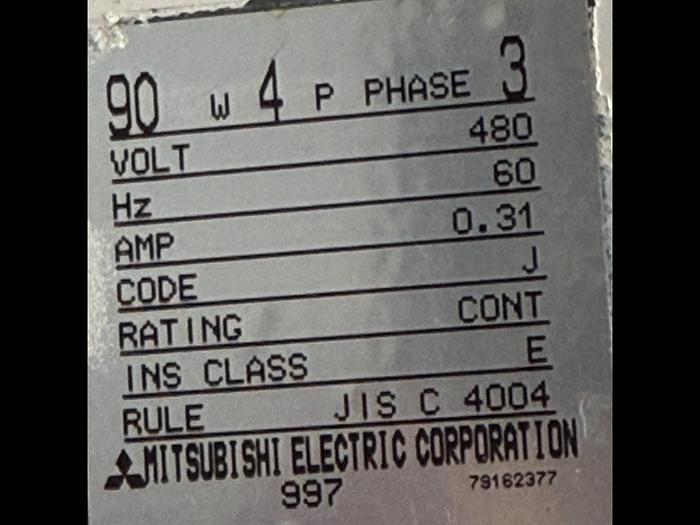 90 W 4 P PHASE 3
VOLT 480
Hz 60
AMP 0.31
CODE J
RATING CONT
INS CLASS E
RULE JIS C 4004
MITSUBISHI ELECTRIC CORPORATION
997 79162377